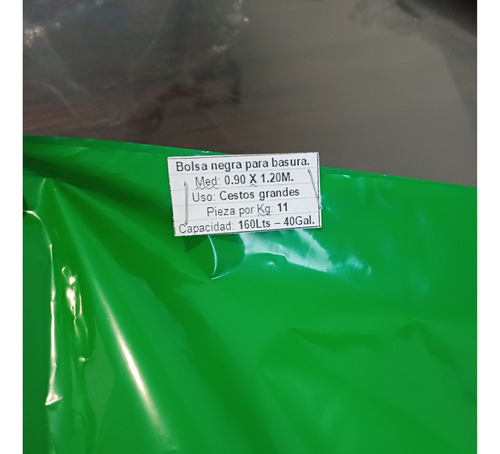 Bolsa negra para basura.
Med: 0.90 X 1.20M.
Uso: Cestos grandes
Pieza por Kg: 11
Capacidad: 160Lts – 40Gal.